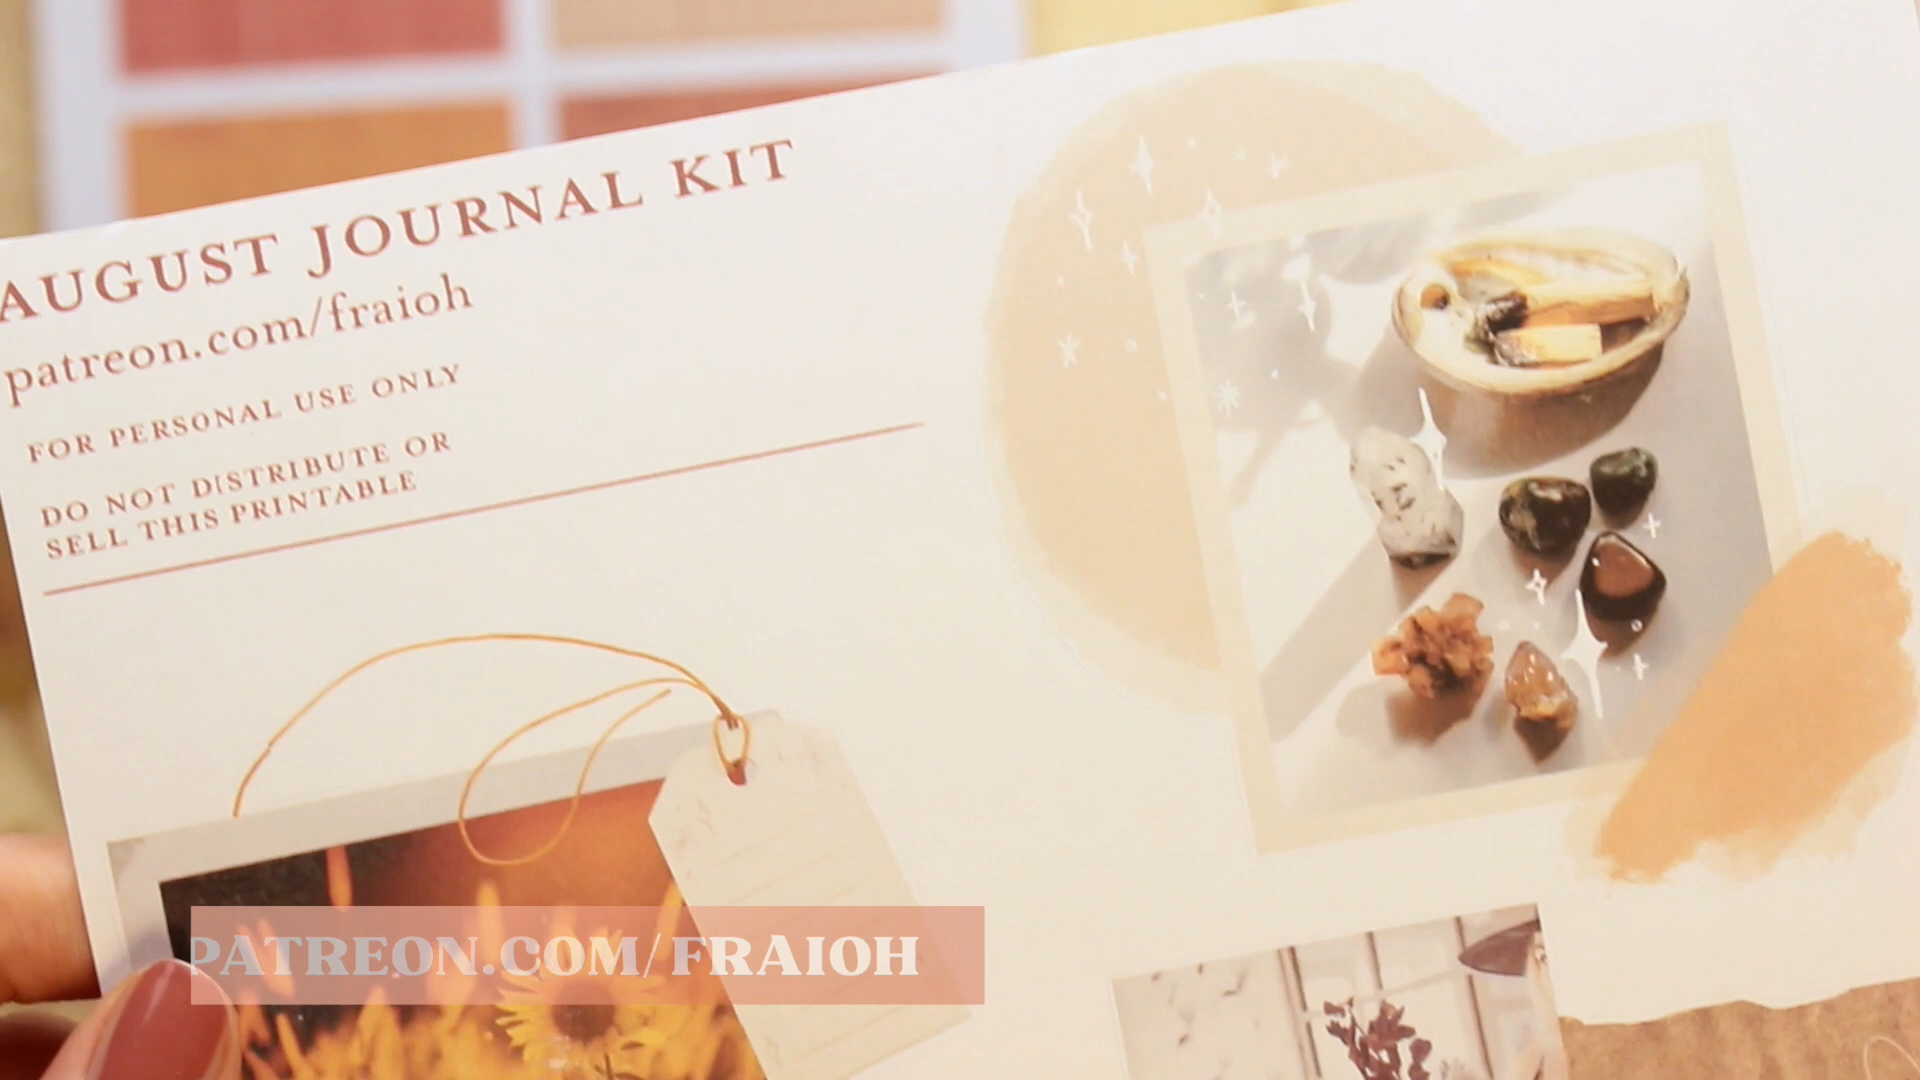 AUGUST JOURNAL KIT
patreon.com/fraioh
FOR PERSONAL USE ONLY
DO NOT DISTRIBUTE OR
SELL THIS PRINTABLE
PATREON.COM/FRAIOH